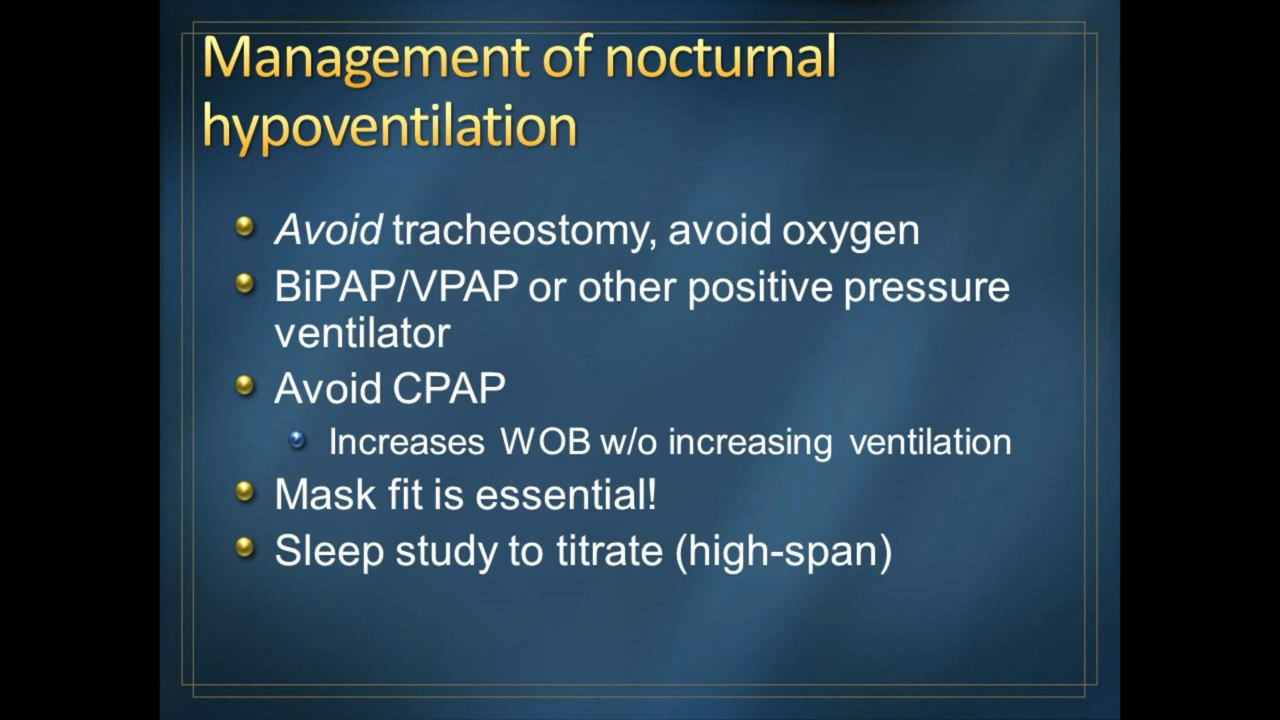 Management of nocturnal
hypoventilation
Avoid tracheostomy, avoid oxygen
BiPAP/VPAP or other positive pressure
ventilator
Avoid CPAP
Increases WOB w/o increasing ventilation
Mask fit is essential!
Sleep study to titrate (high-span)